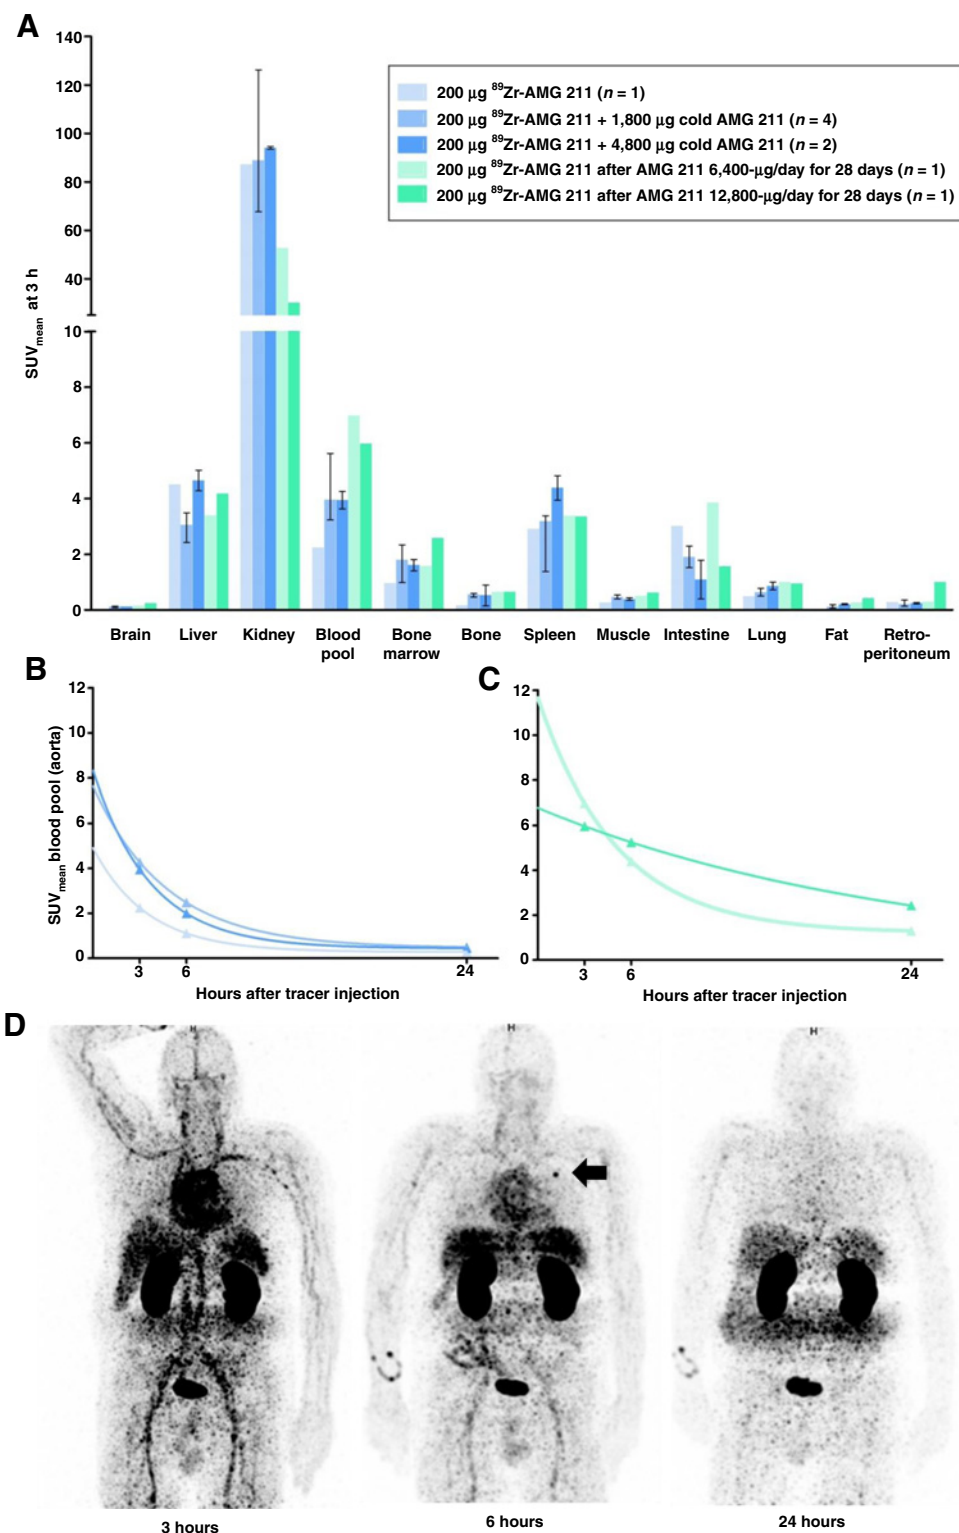 A
140
120
100
80
60
40
10
8
6
4
2
0
SUVmean at 3 h
200 μg ⁸⁹Zr-AMG 211 (n = 1)
200 μg ⁸⁹Zr-AMG 211 + 1,800 μg cold AMG 211 (n = 4)
200 μg ⁸⁹Zr-AMG 211 + 4,800 μg cold AMG 211 (n = 2)
200 μg ⁸⁹Zr-AMG 211 after AMG 211 6,400-μg/day for 28 days (n = 1)
200 μg ⁸⁹Zr-AMG 211 after AMG 211 12,800-μg/day for 28 days (n = 1)
Brain Liver Kidney Blood Bone Bone Spleen Muscle Intestine Lung Fat Retro-
pool marrow peritoneum
B
12
10
8
6
4
2
0
SUVmean blood pool (aorta)
3 6 24
Hours after tracer injection
C
12
10
8
6
4
2
0
3 6 24
Hours after tracer injection
D
H H H
3 hours 6 hours 24 hours